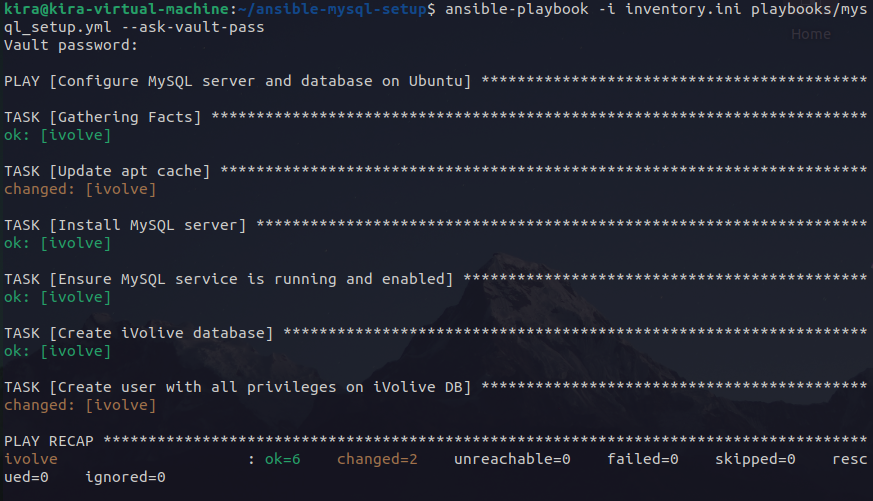 kira@kira-virtual-machine:~/ansible-mysql-setup$ ansible-playbook -i inventory.ini playbooks/mys
ql_setup.yml --ask-vault-pass
Home
Vault password:
PLAY [Configure MySQL server and database on Ubuntu] *******************************************
TASK [Gathering Facts] *************************************************************************
ok: [ivolve]
TASK [Update apt cache] ************************************************************************
changed: [ivolve]
TASK [Install MySQL server] ********************************************************************
ok: [ivolve]
TASK [Ensure MySQL service is running and enabled] *********************************************
ok: [ivolve]
TASK [Create iVolive database] *****************************************************************
ok: [ivolve]
TASK [Create user with all privileges on iVolive DB] *******************************************
changed: [ivolve]
PLAY RECAP *************************************************************************************
ivolve                     : ok=6    changed=2    unreachable=0    failed=0    skipped=0    resc
ued=0    ignored=0